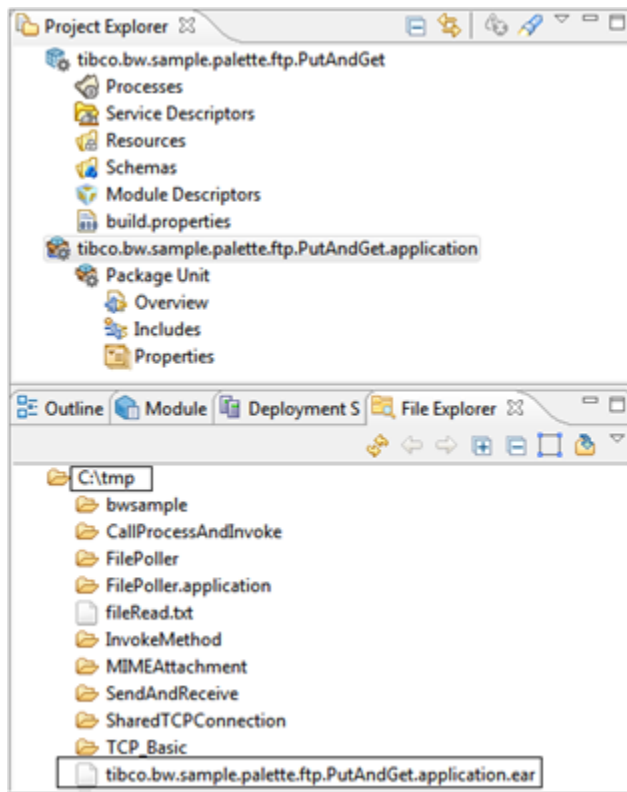 Project Explorer
tibco.bw.sample.palette.ftp.PutAndGet
Processes
Service Descriptors
Resources
Schemas
Module Descriptors
build.properties
tibco.bw.sample.palette.ftp.PutAndGet.application
Package Unit
Overview
Includes
Properties
Outline Module Deployment S File Explorer
C:\tmp
bwsample
CallProcessAndInvoke
FilePoller
FilePoller.application
fileRead.txt
InvokeMethod
MIMEAttachment
SendAndReceive
SharedTCPConnection
TCP_Basic
tibco.bw.sample.palette.ftp.PutAndGet.application.ear